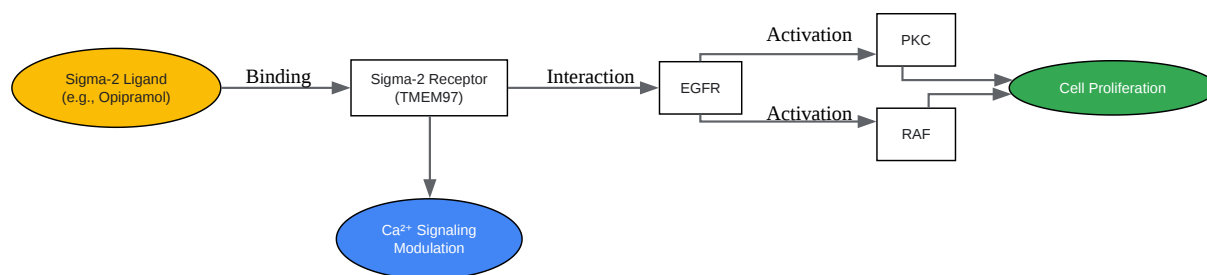 Sigma-2 Ligand
(e.g., Opipramol)
Binding
Sigma-2 Receptor
(TMEM97)
Interaction
EGFR
Activation
PKC
Activation
RAF
Cell Proliferation
Ca²⁺ Signaling
Modulation